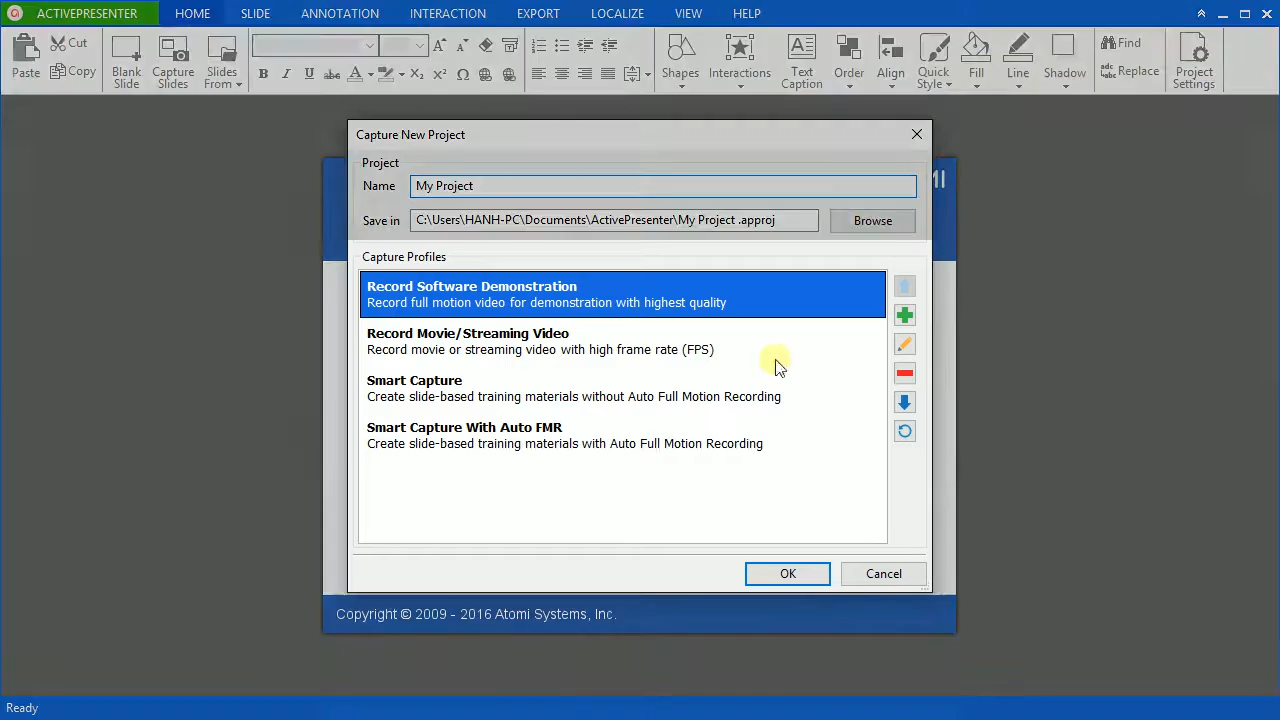 ACTIVEPRESENTER HOME SLIDE ANNOTATION INTERACTION EXPORT LOCALIZE VIEW HELP
Paste Cut Copy Blank Slide Capture Slides Slides From Shapes Interactions Text Caption Order Align Quick Style Fill Line Shadow Find Replace Project Settings
Capture New Project
Project
Name My Project
Save in C:\Users\HANH-PC\Documents\ActivePresenter\My Project .approj Browse
Capture Profiles
Record Software Demonstration
Record full motion video for demonstration with highest quality
Record Movie/Streaming Video
Record movie or streaming video with high frame rate (FPS)
Smart Capture
Create slide-based training materials without Auto Full Motion Recording
Smart Capture With Auto FMR
Create slide-based training materials with Auto Full Motion Recording
OK Cancel
Copyright © 2009 - 2016 Atomi Systems, Inc.
Ready